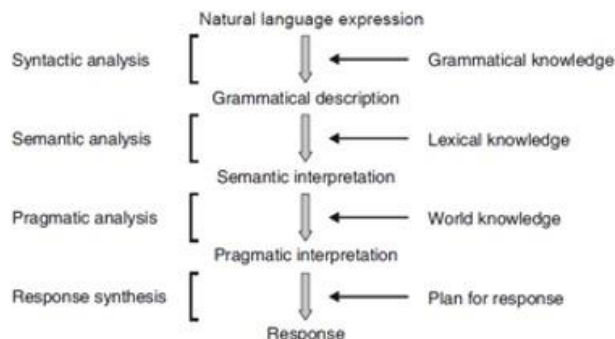 Natural language expression
Syntactic analysis
Grammatical knowledge
Grammatical description
Semantic analysis
Lexical knowledge
Semantic interpretation
Pragmatic analysis
World knowledge
Pragmatic interpretation
Response synthesis
Plan for response
Response